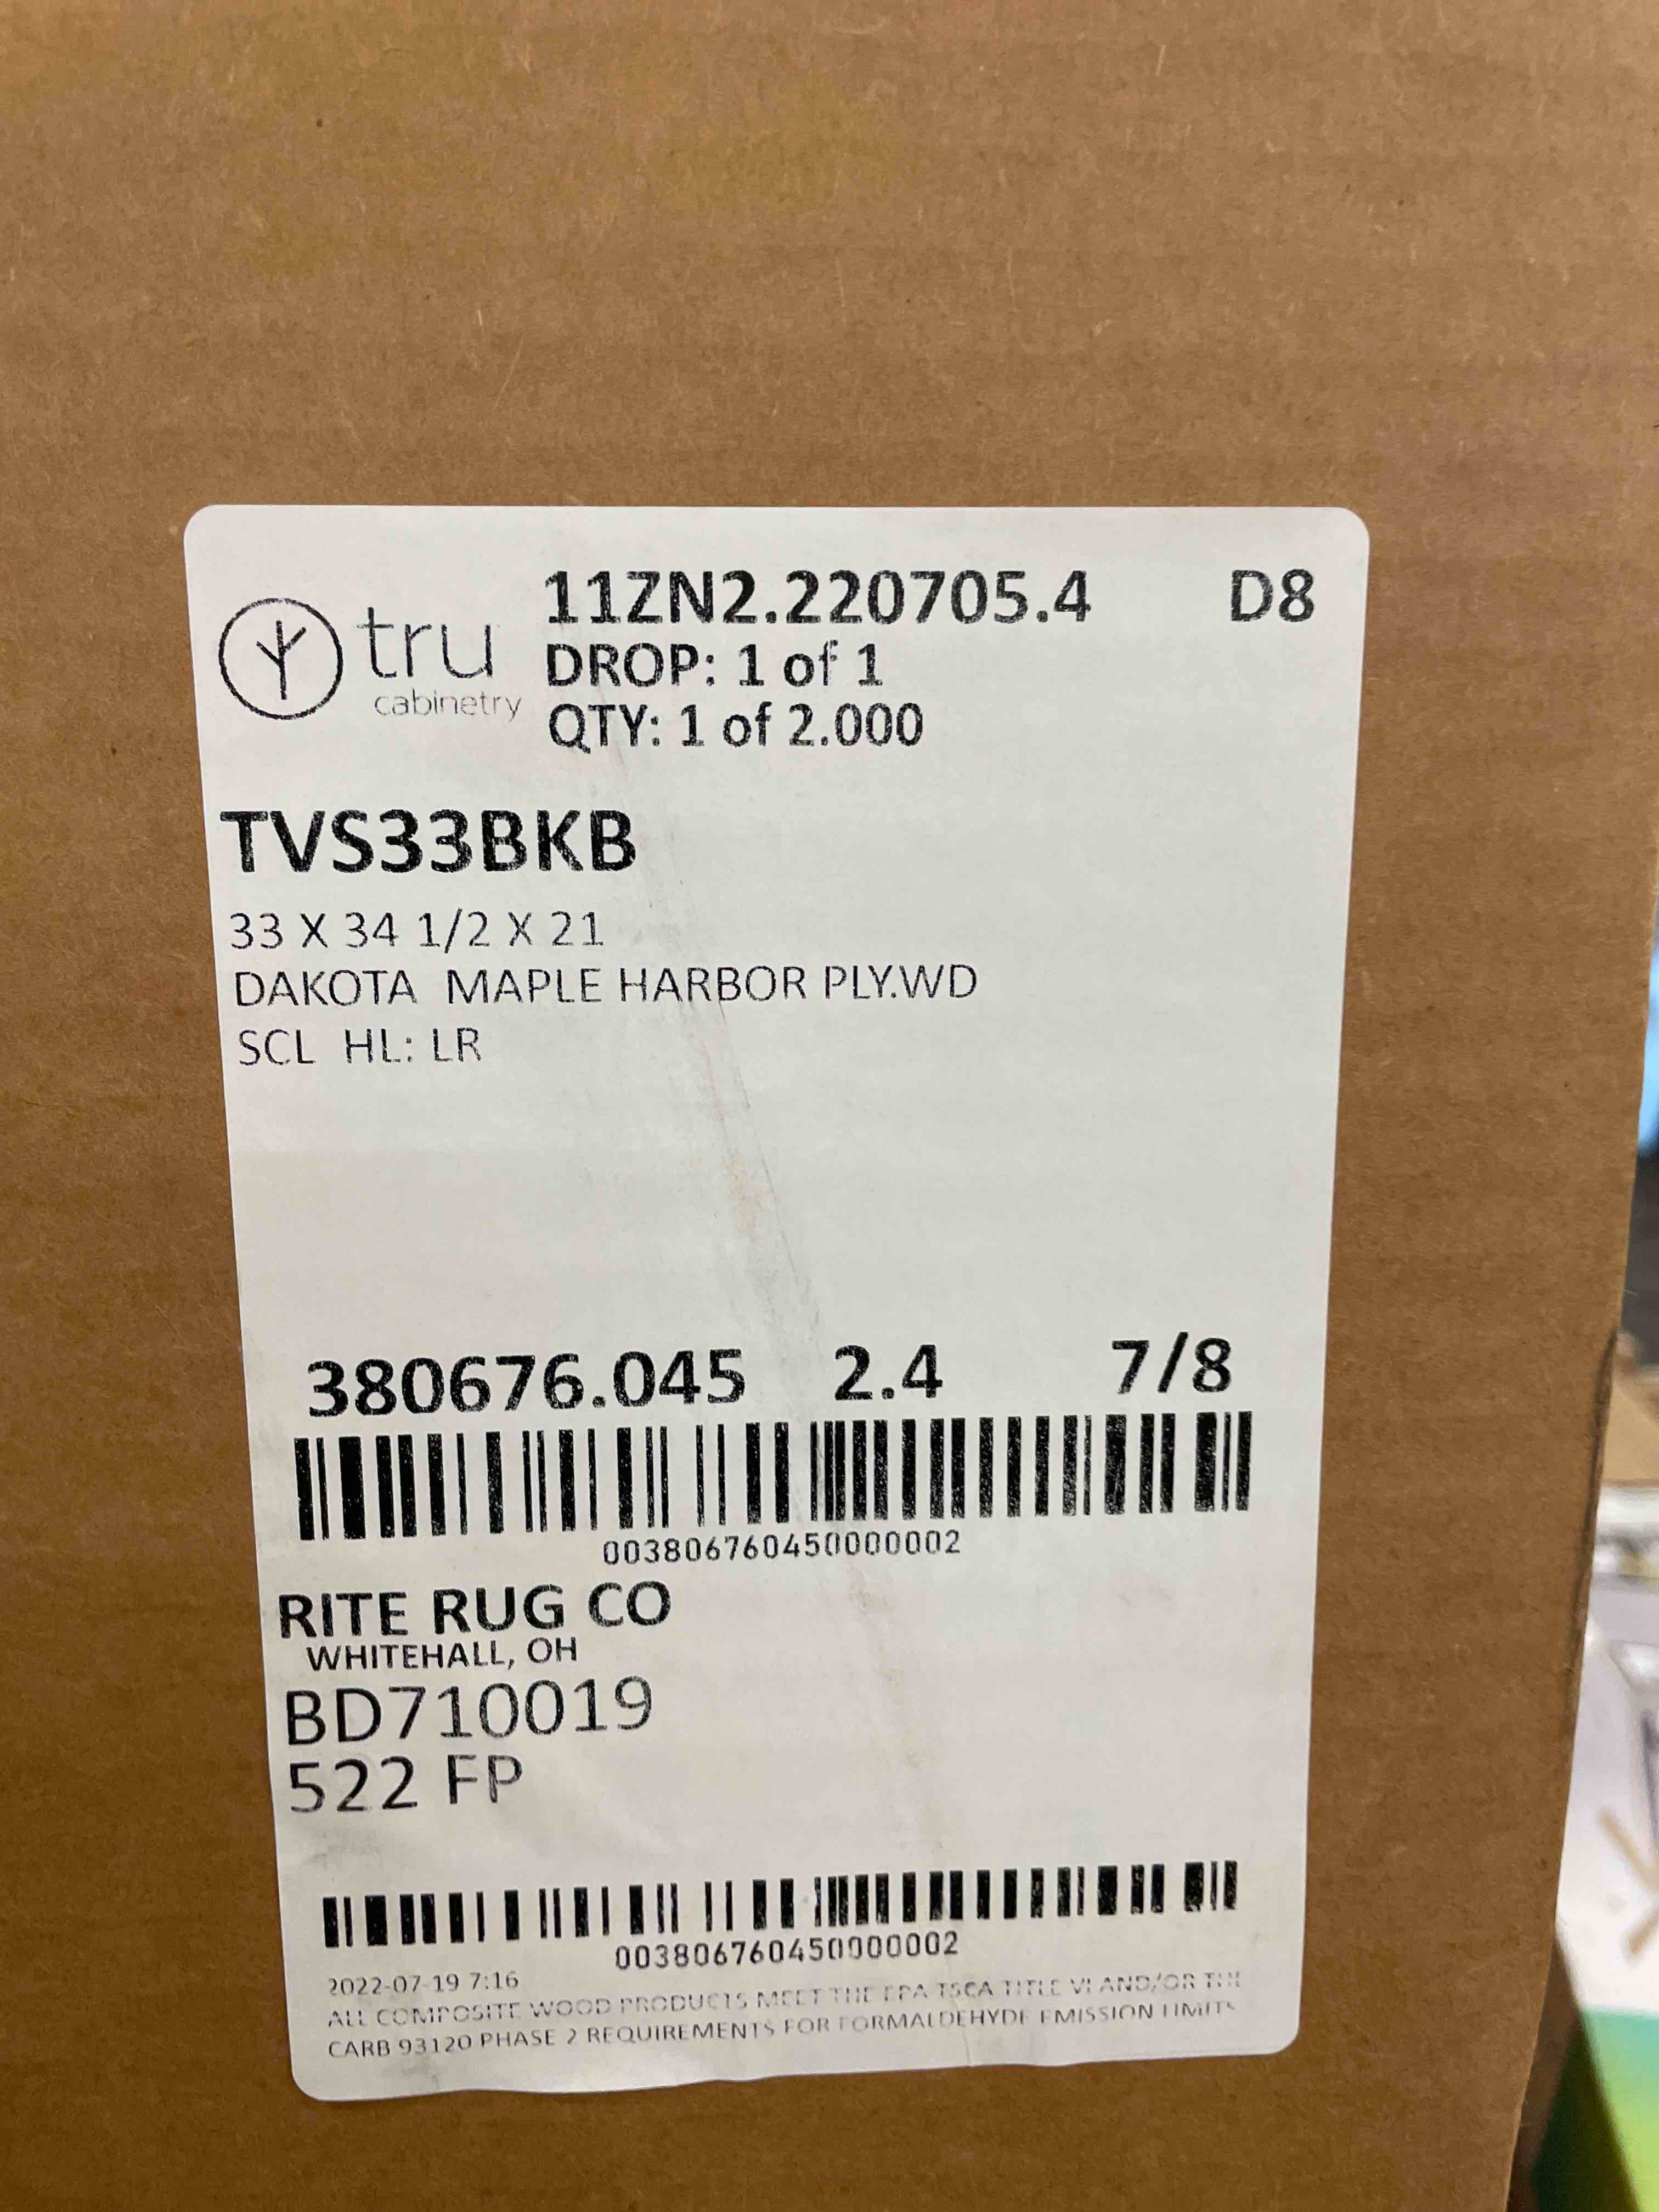 tru
cabinetry
11ZN2.220705.4 D8
DROP: 1 of 1
QTY: 1 of 2.000
TVS33BKB
33 X 34 1/2 X 21
DAKOTA MAPLE HARBOR PLY.WD
SCL HL: LR
380676.045 2.4 7/8
003806760450000002
RITE RUG CO
WHITEHALL, OH
BD710019
522 FP
003806760450000002
2022-07-19 7:16
ALL COMPOSITE WOOD PRODUCTS MEET THE EPA TSCA TITLE VI AND/OR THE
CARB 93120 PHASE 2 REQUIREMENTS FOR FORMALDEHYDE EMISSION LIMITS